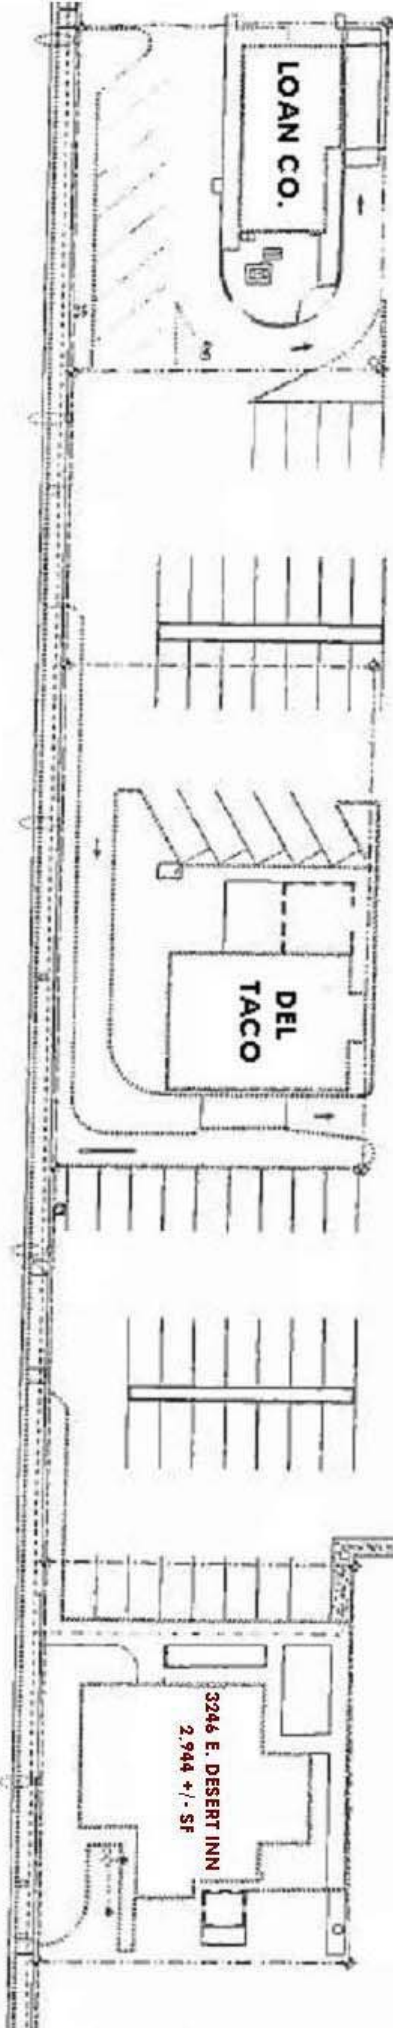 LOAN CO.
DEL
TACO
3246 E. DESERT INN
2,944 +/- SF